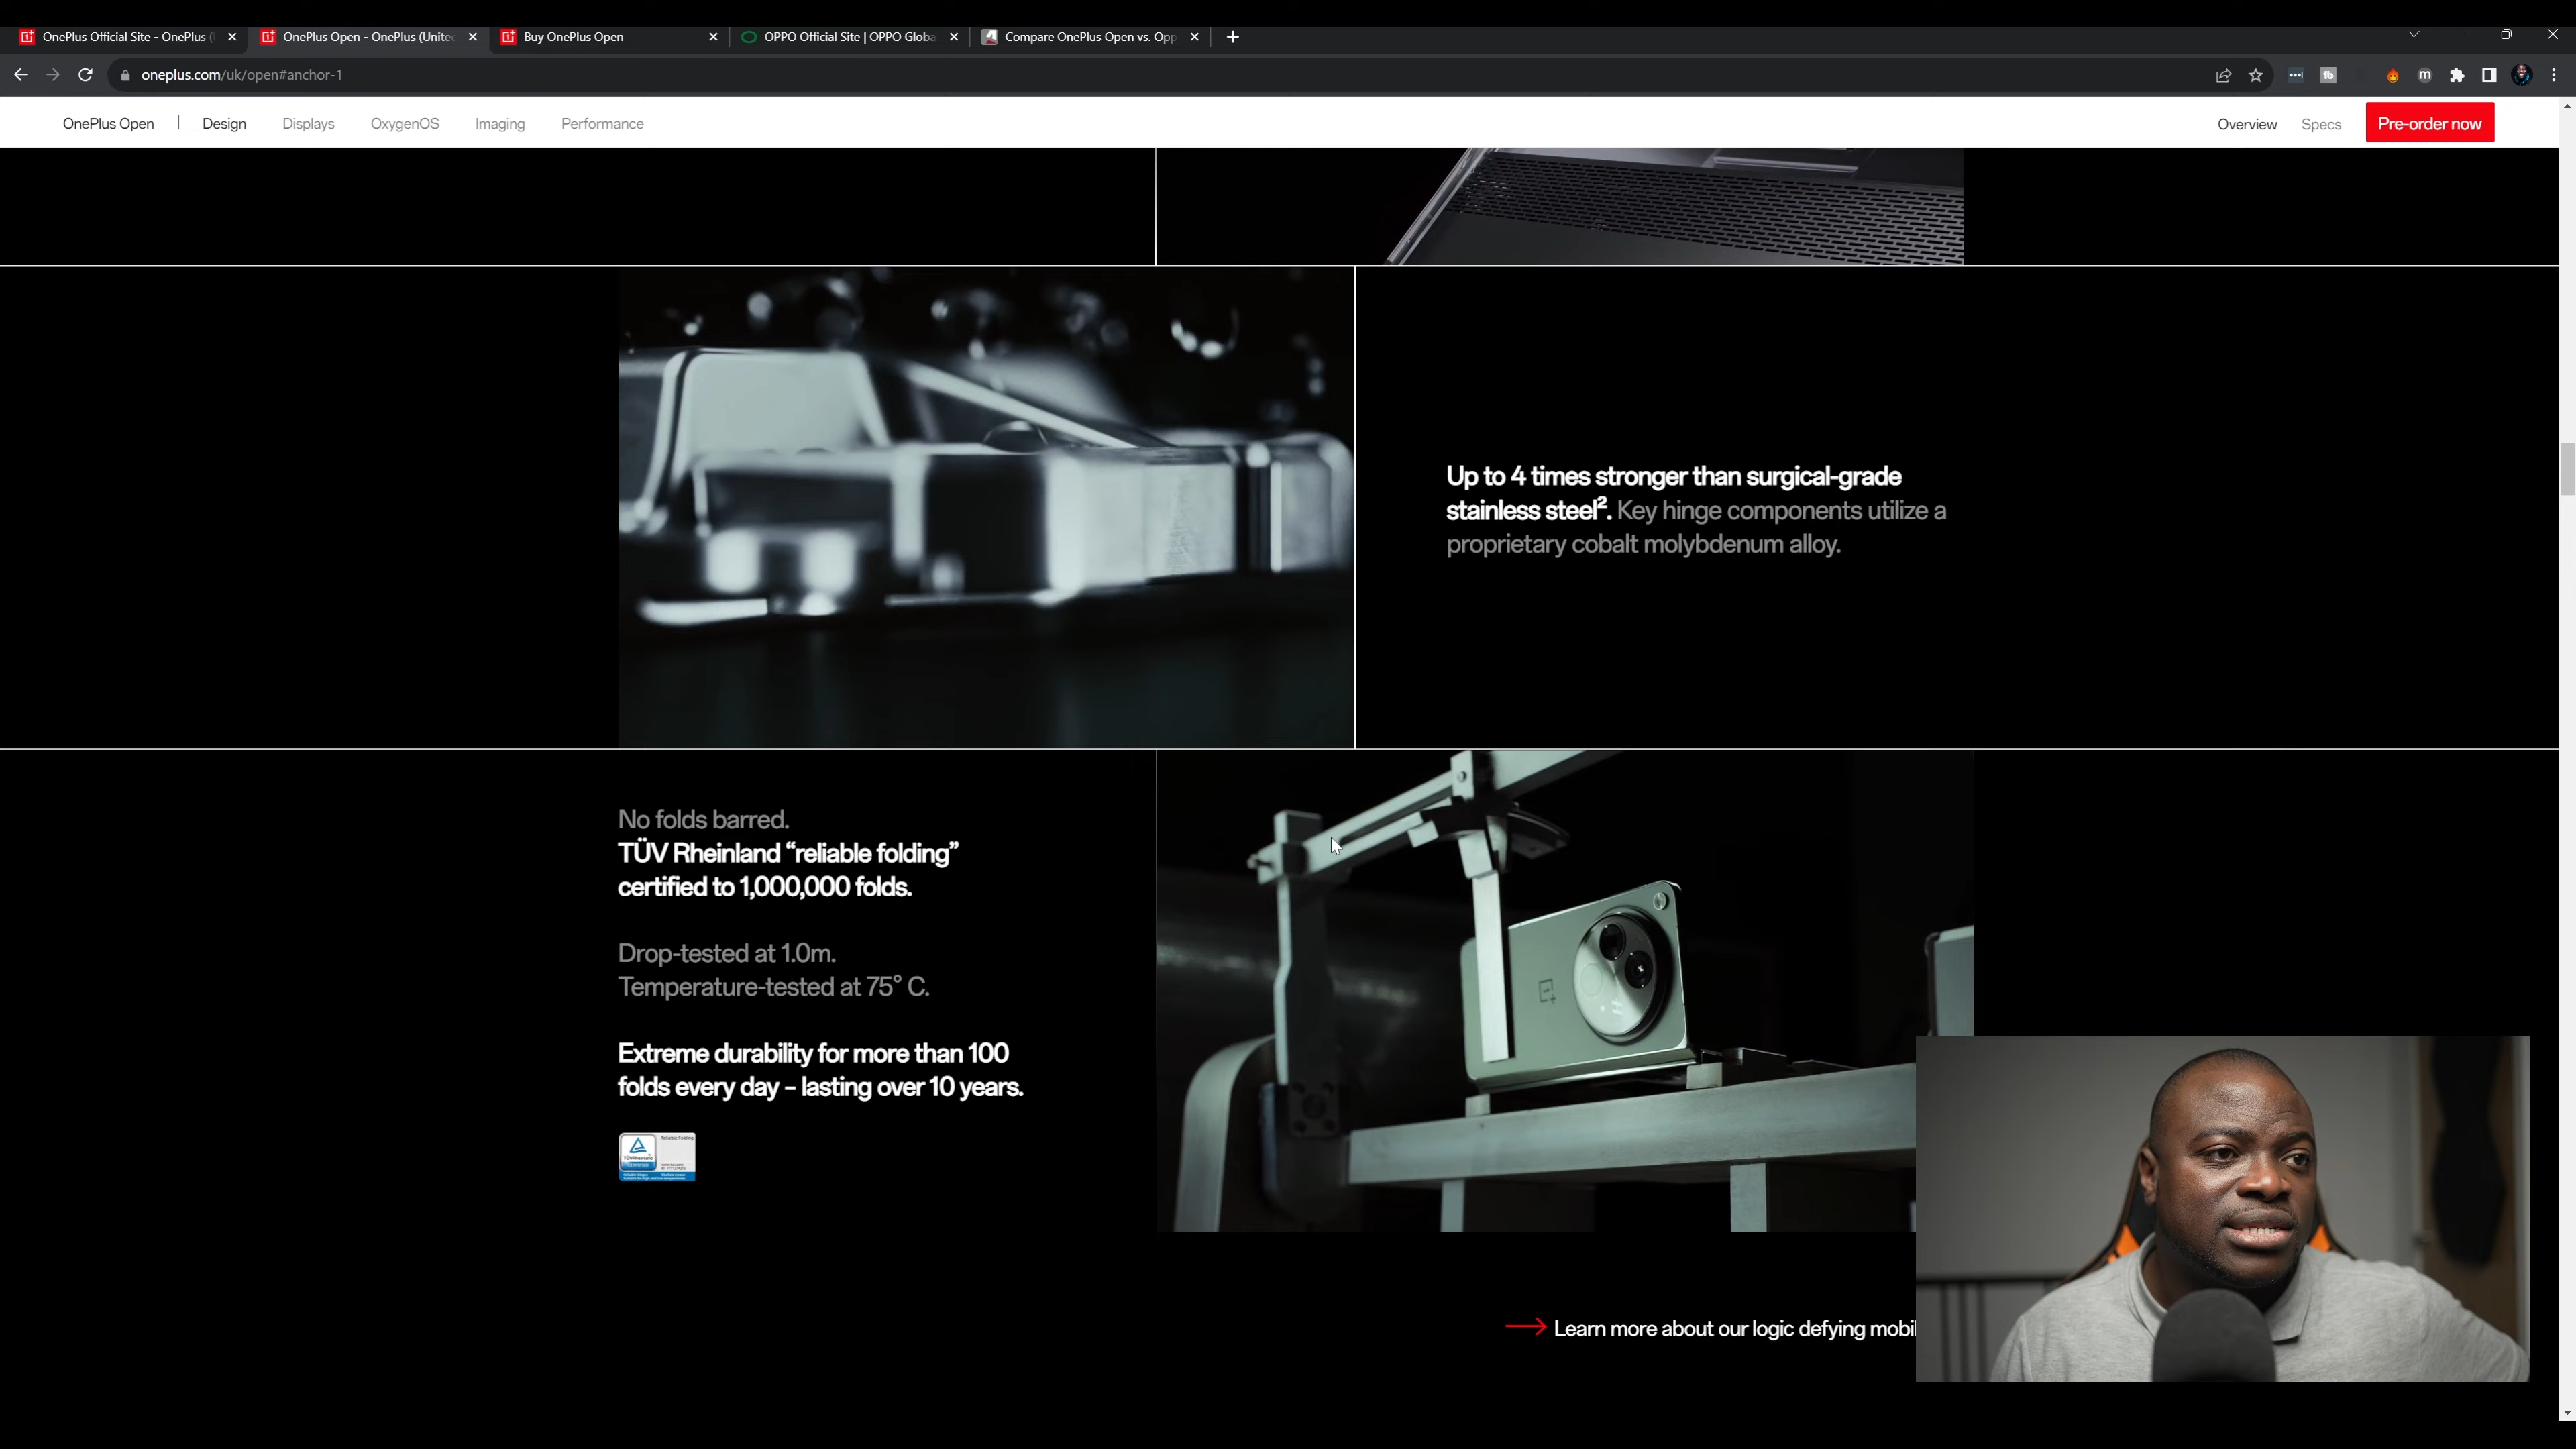 OnePlus Official Site - OnePlus (
OnePlus Open - OnePlus (Unite
Buy OnePlus Open
OPPO Official Site | OPPO Globa
Compare OnePlus Open vs. Opp
oneplus.com/uk/open#anchor-1
OnePlus Open | Design Displays OxygenOS Imaging Performance
Overview Specs Pre-order now
Up to 4 times stronger than surgical-grade
stainless steel². Key hinge components utilize a
proprietary cobalt molybdenum alloy.
No folds barred.
TÜV Rheinland “reliable folding”
certified to 1,000,000 folds.
Drop-tested at 1.0m.
Temperature-tested at 75° C.
Extreme durability for more than 100
folds every day – lasting over 10 years.
Reliable Folding
TÜVRheinland
Learn more about our logic defying mobi